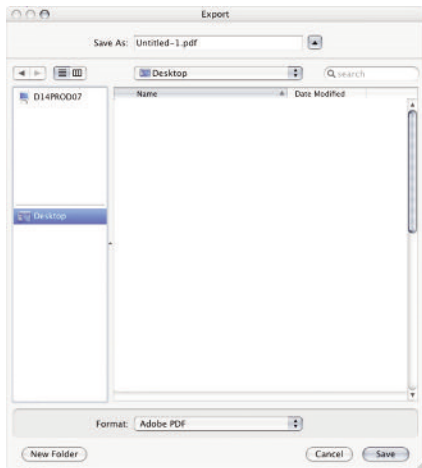 Export
Save As: Untitled-1.pdf
Desktop
search
D14PROD07
Name
Date Modified
Desktop
Format: Adobe PDF
New Folder
Cancel
Save